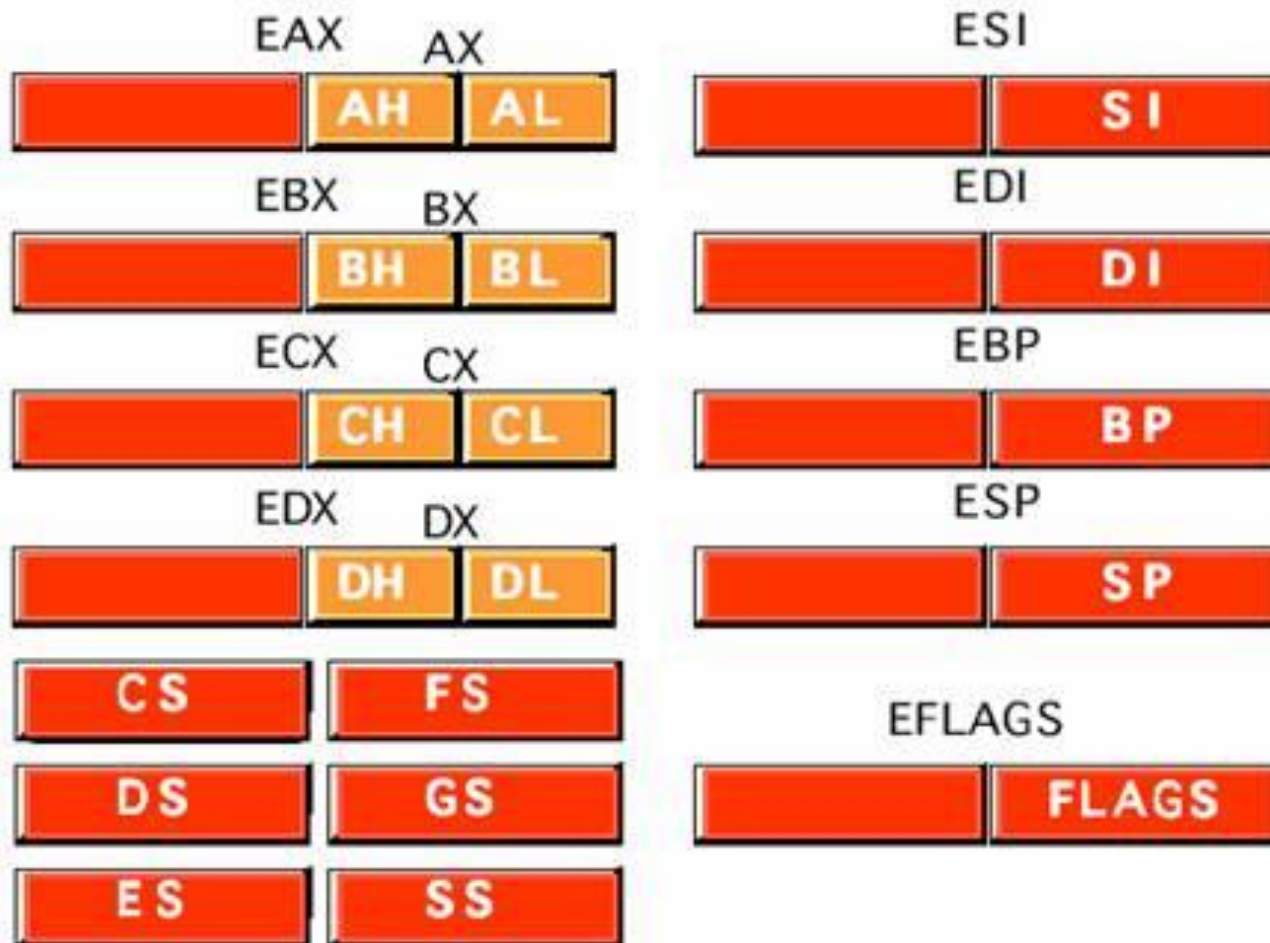 EAX AX
AH AL
EBX BX
BH BL
ECX CX
CH CL
EDX DX
DH DL
CS FS
DS GS
ES SS
ESI
SI
EDI
DI
EBP
BP
ESP
SP
EFLAGS
FLAGS